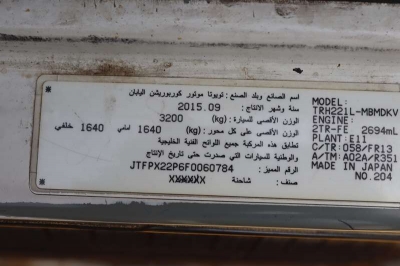 اسم الصانع وبلد الصنع : تويوتا موتور كوربوريشن اليابان
سنة وشهر الانتاج : 2015.09
الوزن الأقصى للسيارة : (kg) 3200
الوزن الأقصى على كل محور : (kg) 1640 أمامي 1640 خلفي
تطابق هذه المركبة جميع اللوائح الفنية الخليجية
والوطنية للسيارات التي صدرت حتى تاريخ الإنتاج
الرقم المميز : JTFPX22P6F0060784
صنف : شاحنة XXXXXX
MODEL:
TRH221L-MBMDKV
ENGINE:
2TR-FE 2694mL
PLANT: E11
C/TR: 058/FR13
A/TM: A02A/R351
MADE IN JAPAN
NO.204